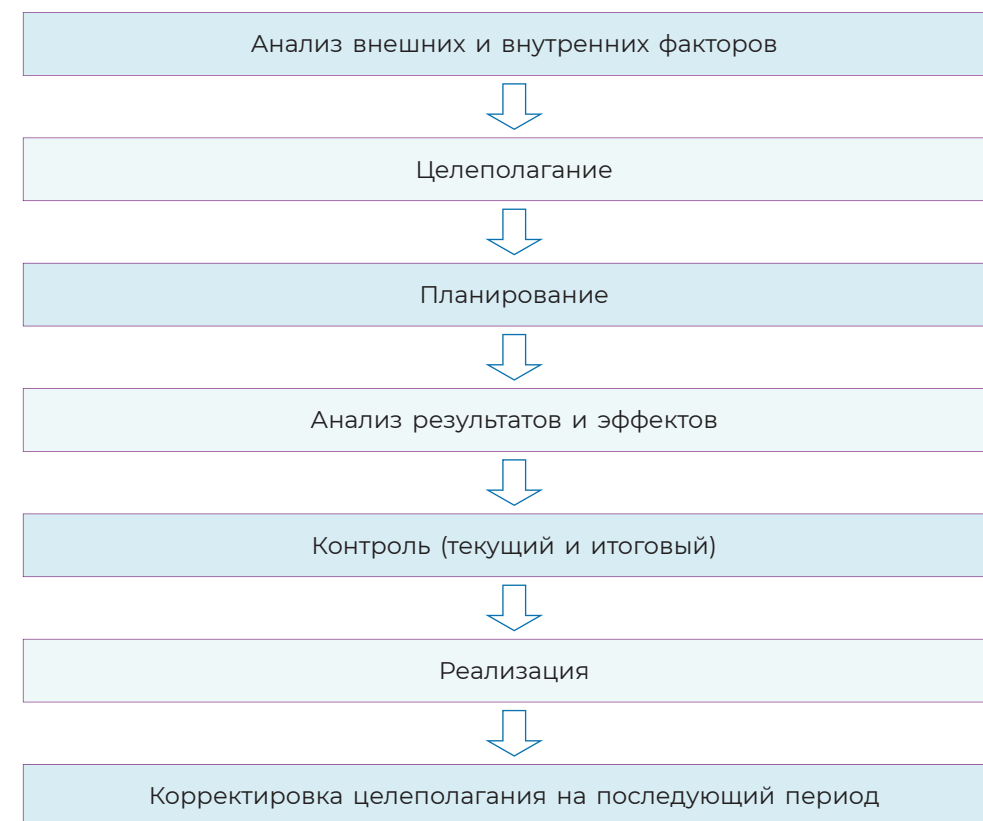 Анализ внешних и внутренних факторов
Целеполагание
Планирование
Анализ результатов и эффектов
Контроль (текущий и итоговый)
Реализация
Корректировка целеполагания на последующий период